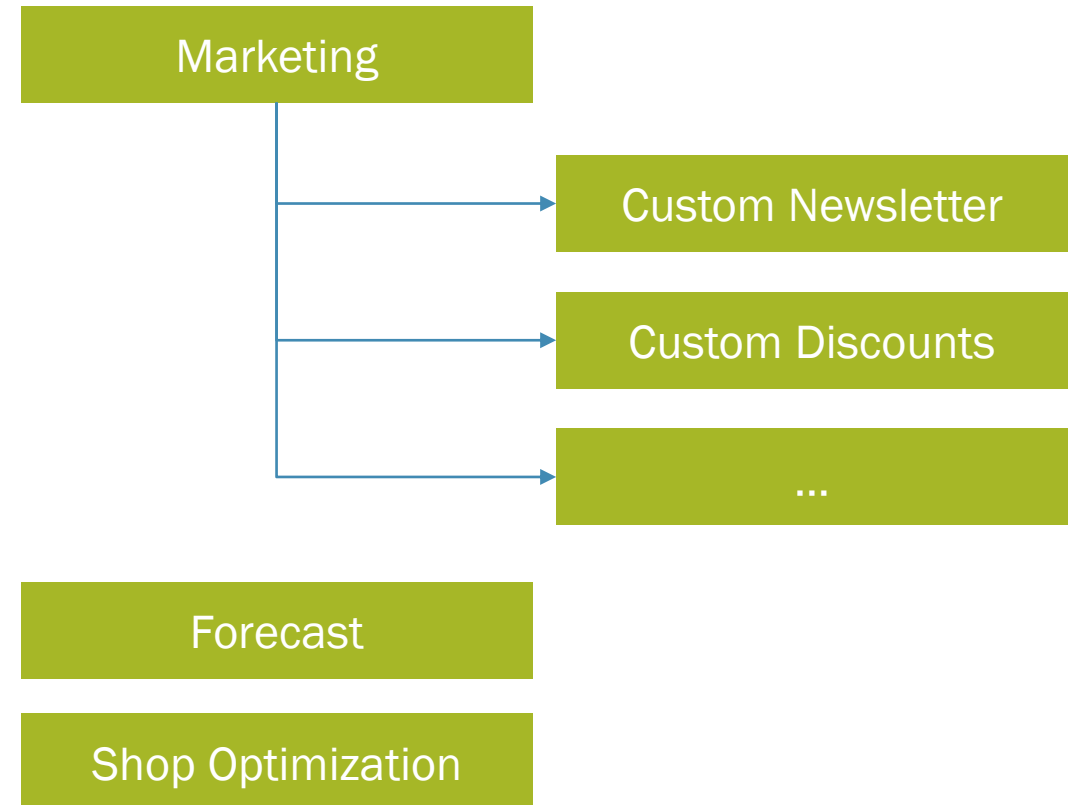 Marketing
Custom Newsletter
Custom Discounts
...
Forecast
Shop Optimization